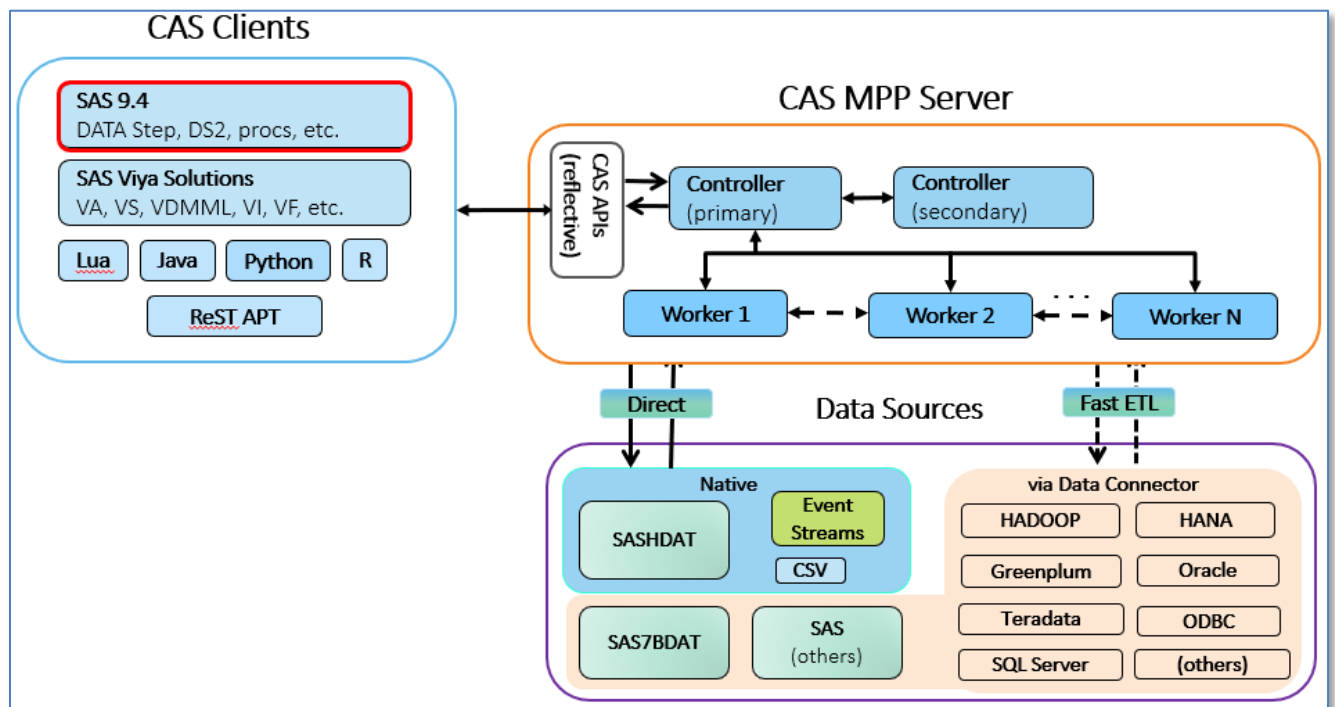 CAS Clients
SAS 9.4
DATA Step, DS2, procs, etc.
SAS Viya Solutions
VA, VS, VDMML, VI, VF, etc.
Lua
Java
Python
R
ReST APT
CAS MPP Server
CAS APIs
(reflective)
Controller
(primary)
Controller
(secondary)
Worker 1
Worker 2
. . .
Worker N
Direct
Data Sources
Fast ETL
Native
SASHDAT
Event
Streams
CSV
SAS7BDAT
SAS
(others)
via Data Connector
HADOOP
HANA
Greenplum
Oracle
Teradata
ODBC
SQL Server
(others)